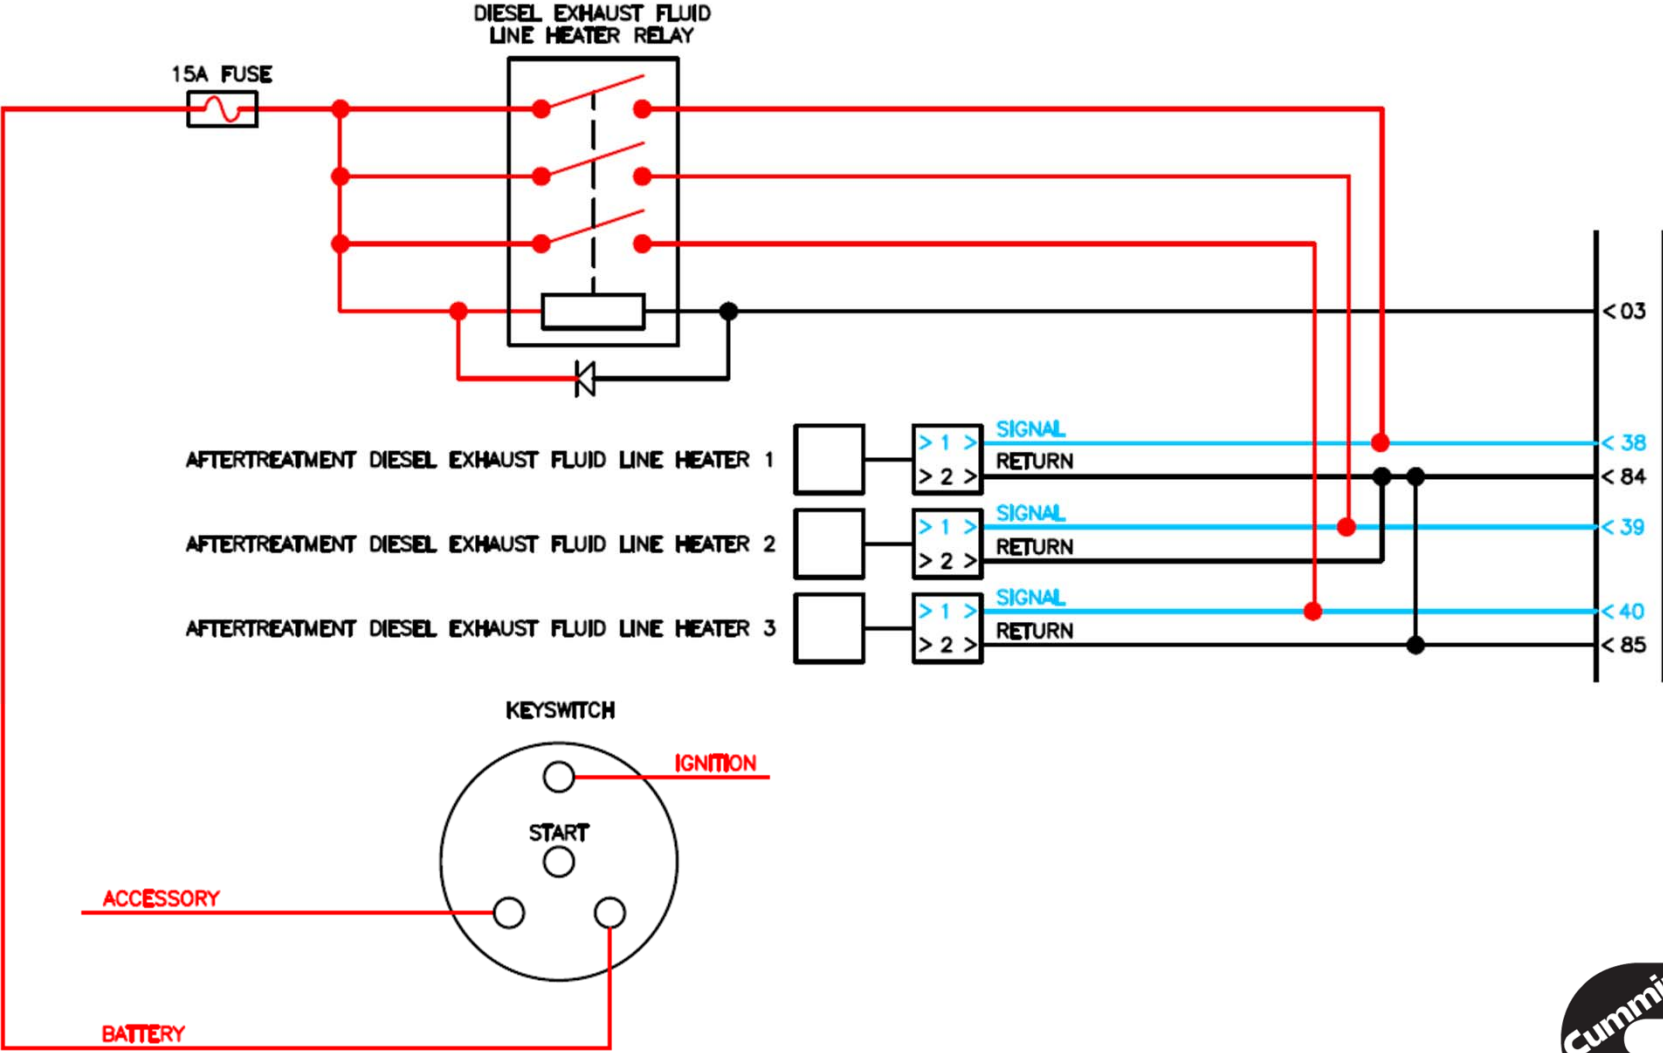 DIESEL EXHAUST FLUID
LINE HEATER RELAY
15A FUSE
<03
AFTERTREATMENT DIESEL EXHAUST FLUID LINE HEATER 1
> 1 > SIGNAL <38
> 2 > RETURN <84
AFTERTREATMENT DIESEL EXHAUST FLUID LINE HEATER 2
> 1 > SIGNAL <39
> 2 > RETURN
AFTERTREATMENT DIESEL EXHAUST FLUID LINE HEATER 3
> 1 > SIGNAL <40
> 2 > RETURN <85
KEYSWITCH
IGNITION
START
ACCESSORY
BATTERY